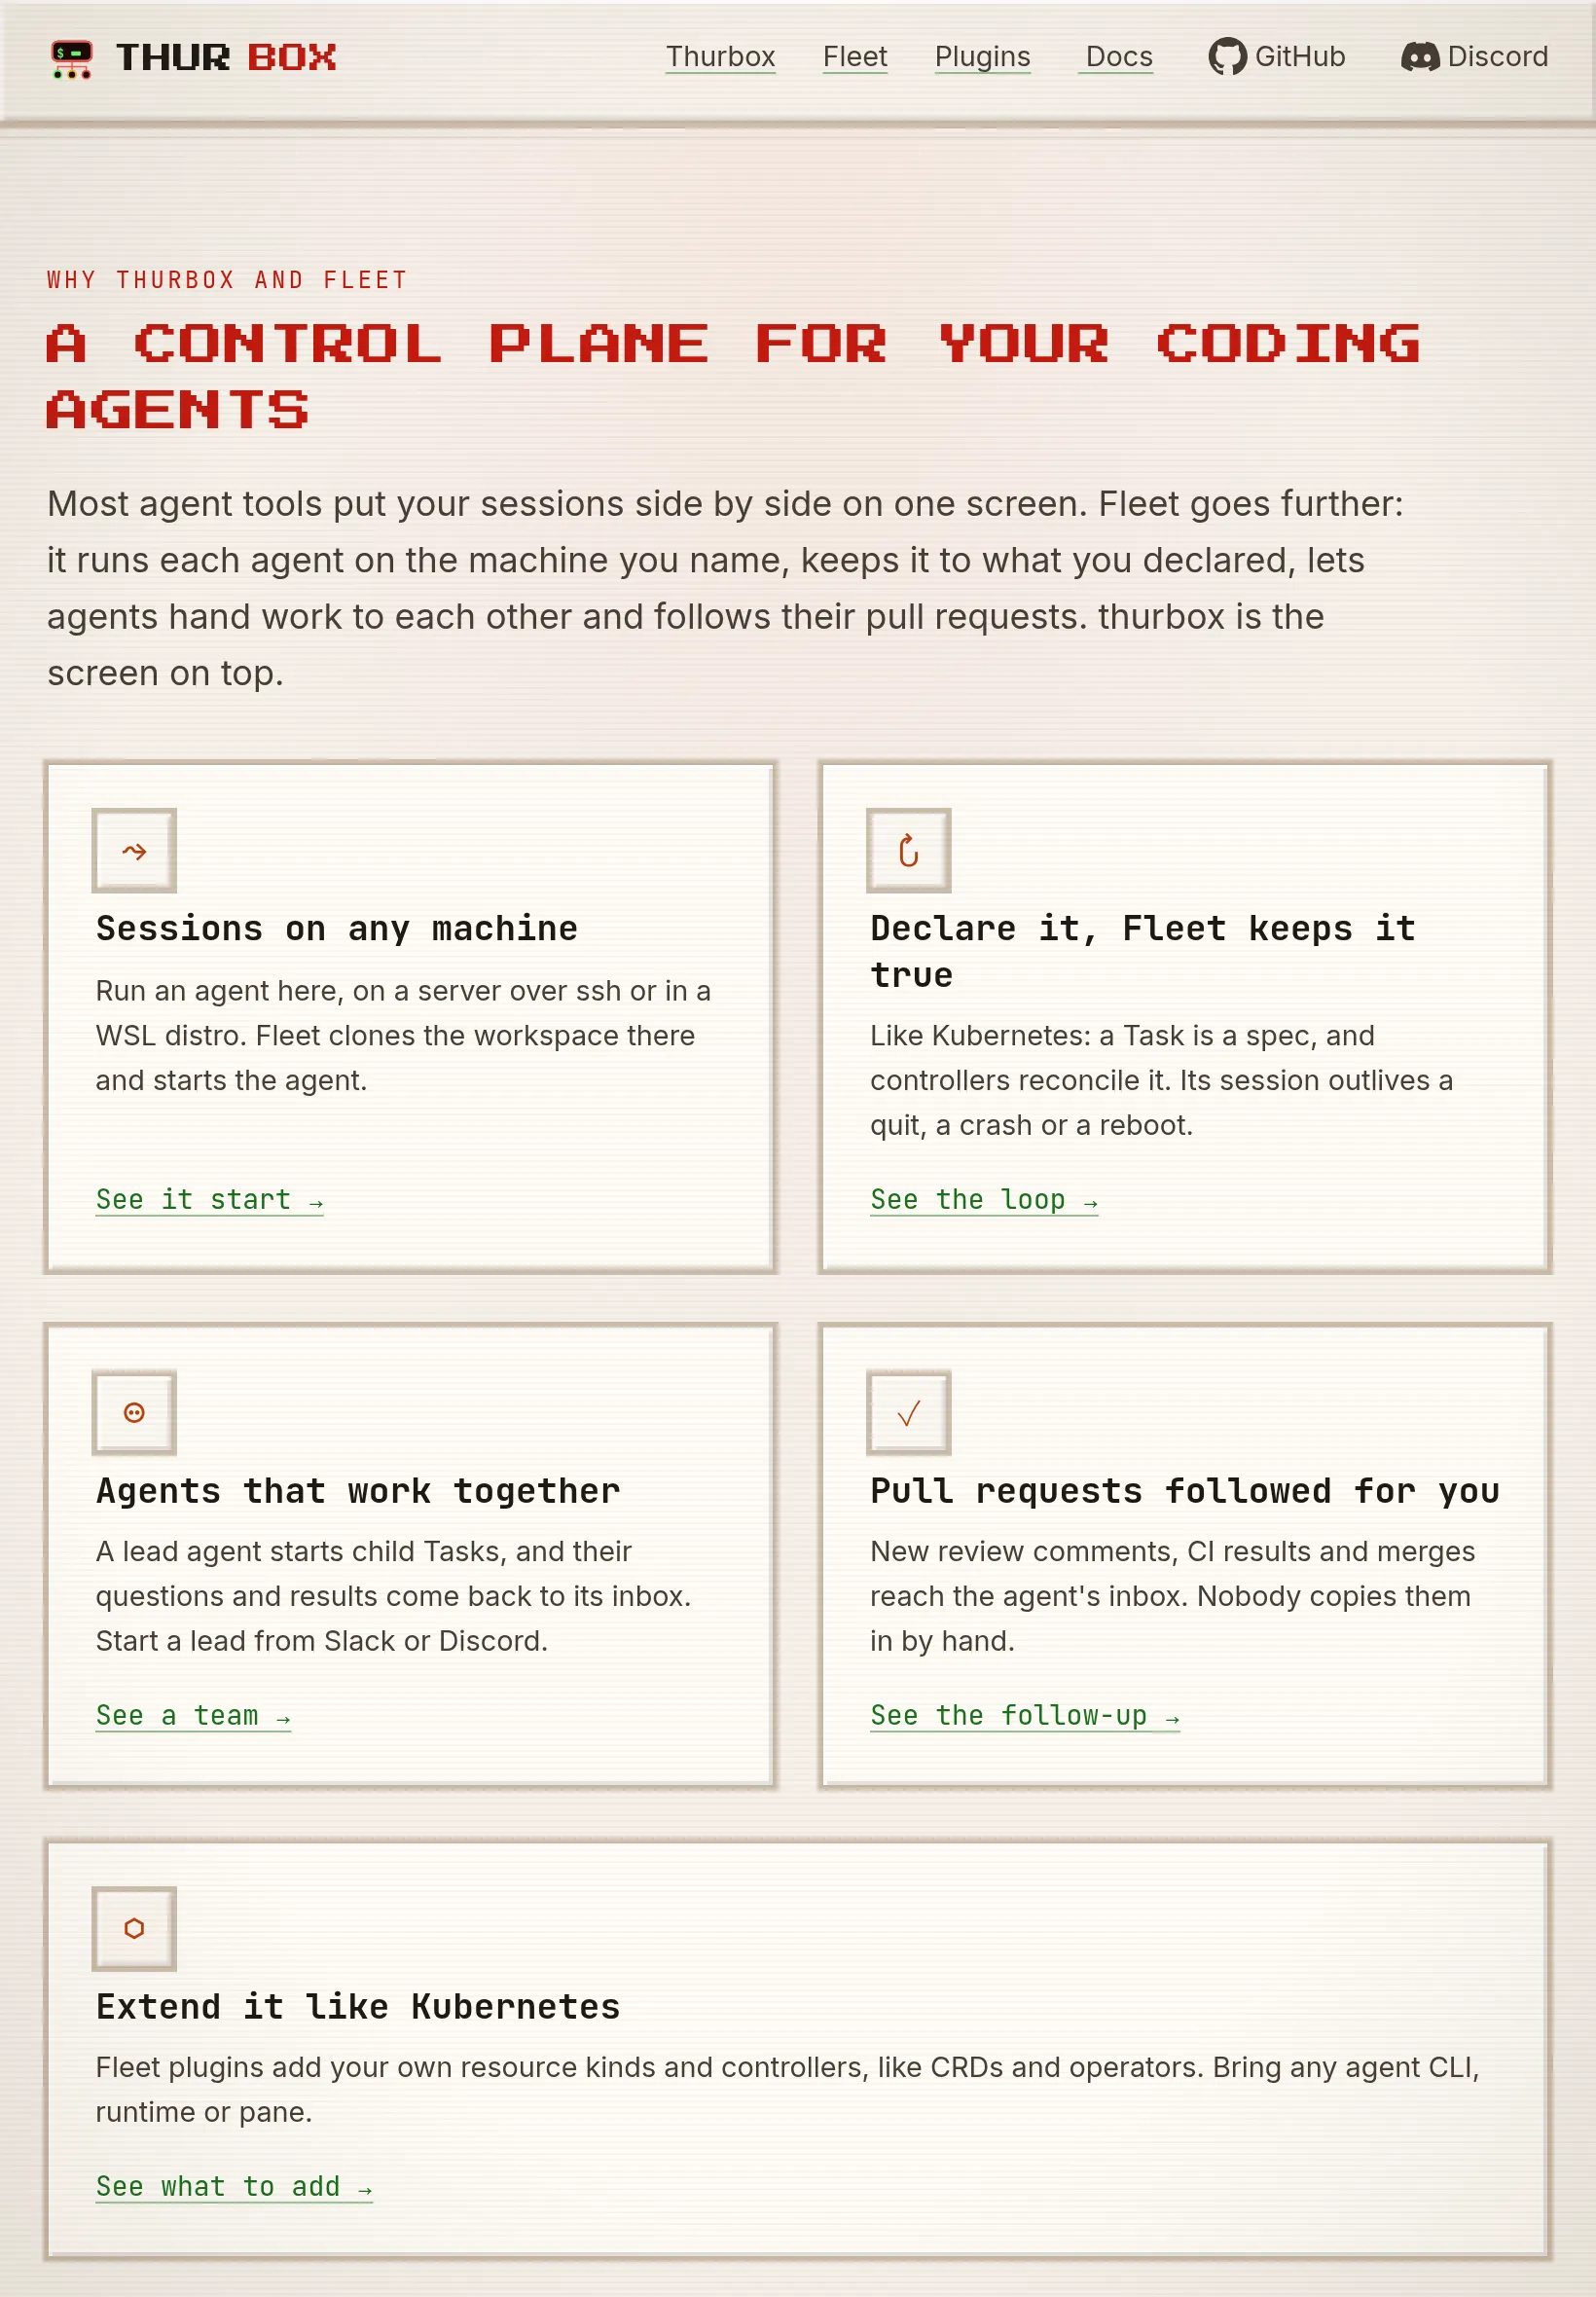 $
THUR BOX
Thurbox Fleet Plugins Docs GitHub Discord
WHY THURBOX AND FLEET
A CONTROL PLANE FOR YOUR CODING
AGENTS
Most agent tools put your sessions side by side on one screen. Fleet goes further:
it runs each agent on the machine you name, keeps it to what you declared, lets
agents hand work to each other and follows their pull requests. thurbox is the
screen on top.
Sessions on any machine
Run an agent here, on a server over ssh or in a
WSL distro. Fleet clones the workspace there
and starts the agent.
See it start →
Declare it, Fleet keeps it
true
Like Kubernetes: a Task is a spec, and
controllers reconcile it. Its session outlives a
quit, a crash or a reboot.
See the loop →
Agents that work together
A lead agent starts child Tasks, and their
questions and results come back to its inbox.
Start a lead from Slack or Discord.
See a team →
Pull requests followed for you
New review comments, CI results and merges
reach the agent's inbox. Nobody copies them
in by hand.
See the follow-up →
Extend it like Kubernetes
Fleet plugins add your own resource kinds and controllers, like CRDs and operators. Bring any agent CLI,
runtime or pane.
See what to add →